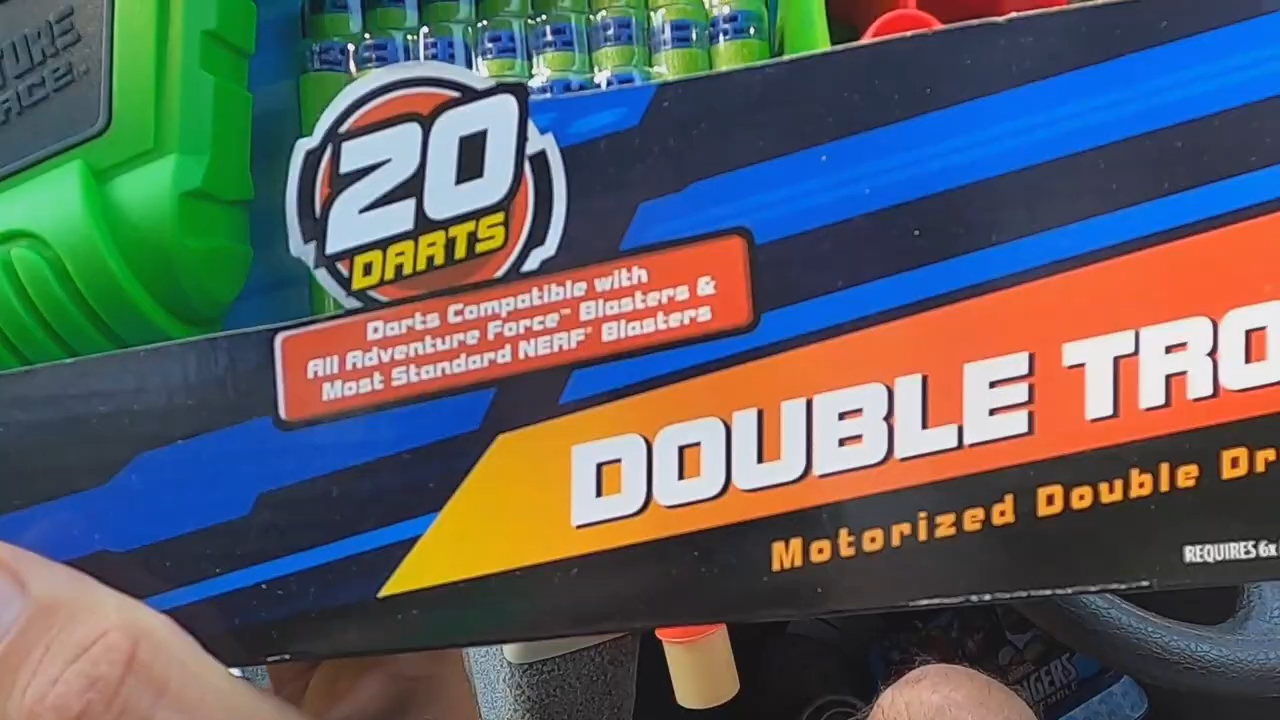 20
DARTS
Darts Compatible with
All Adventure Force™ Blasters &
Most Standard NERF® Blasters
DOUBLE TRO
Motorized Double Dr
REQUIRES 6x